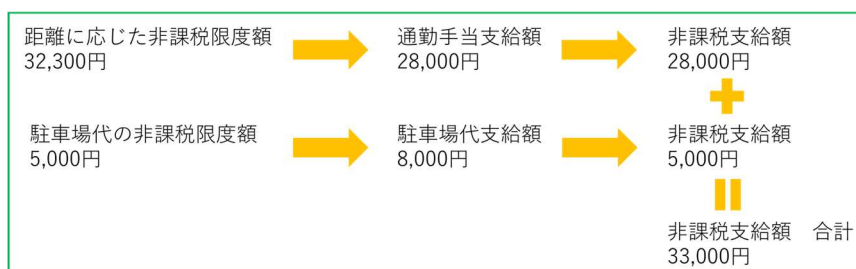 距離に応じた非課税限度額
32,300円
通勤手当支給額
28,000円
非課税支給額
28,000円
駐車場代の非課税限度額
5,000円
駐車場代支給額
8,000円
非課税支給額
5,000円
非課税支給額　合計
33,000円